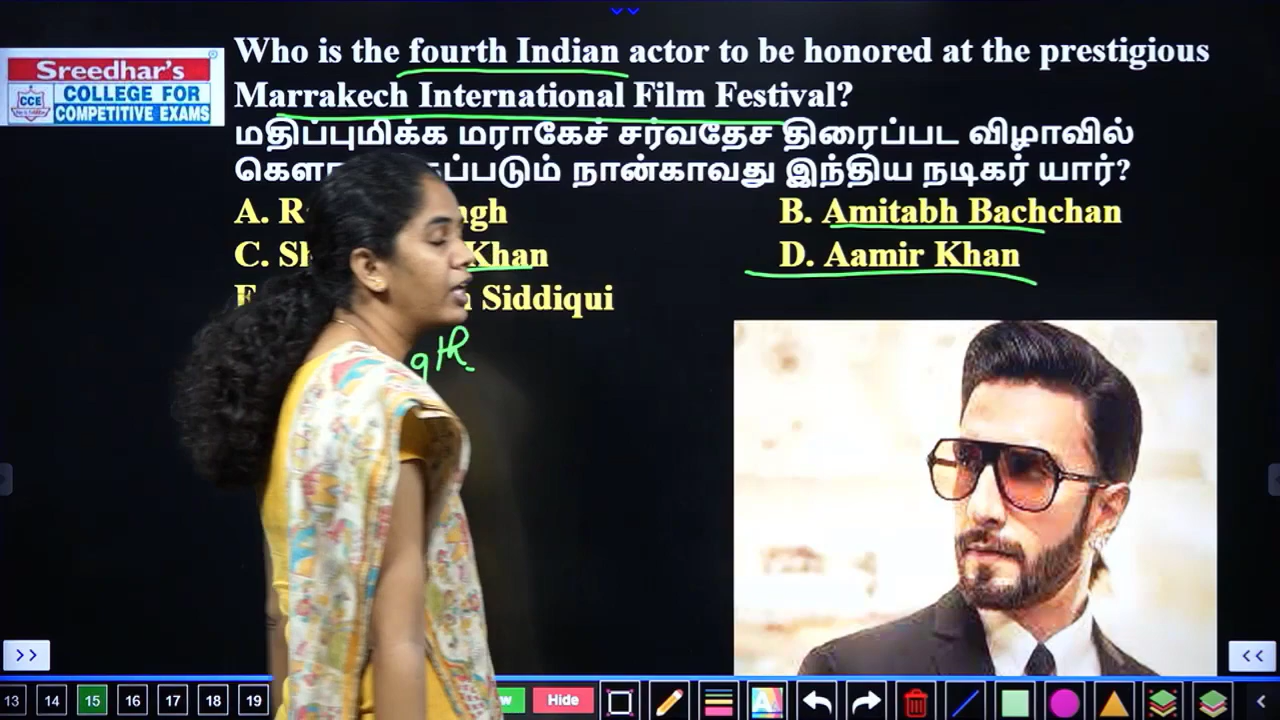 Who is the fourth Indian actor to be honored at the prestigious
Sreedhar's
CCE
COLLEGE FOR
COMPETITIVE EXAMS
Marrakech International Film Festival?
மதிப்புமிக்க மராகேச் சர்வதேச திரைப்பட விழாவில்
நான்காவது இந்திய நடிகர் யார்?
A.
B. Amitabh Bachchan
C. Khan
D. Aamir Khan
Siddiqui
9th
>>
<<
13 14 15 16 17 18 19
Hide